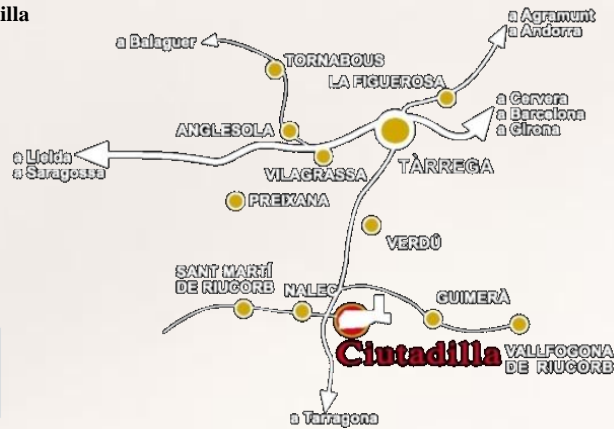 illa
a Agramunt
a Andorra
a Balaguer
TORNABOUS
LA FIGUEROSA
a Cervera
a Barcelona
a Girona
ANGLESOLA
a Lleida
a Saragossa
VILAGRASSA
TÀRREGA
PREIXANA
VERDÚ
SANT MARTÍ
DE RIUCORB
NALEC
GUIMERÀ
Ciutadilla
VALLFOGONA
DE RIUCORB
a Tarragona